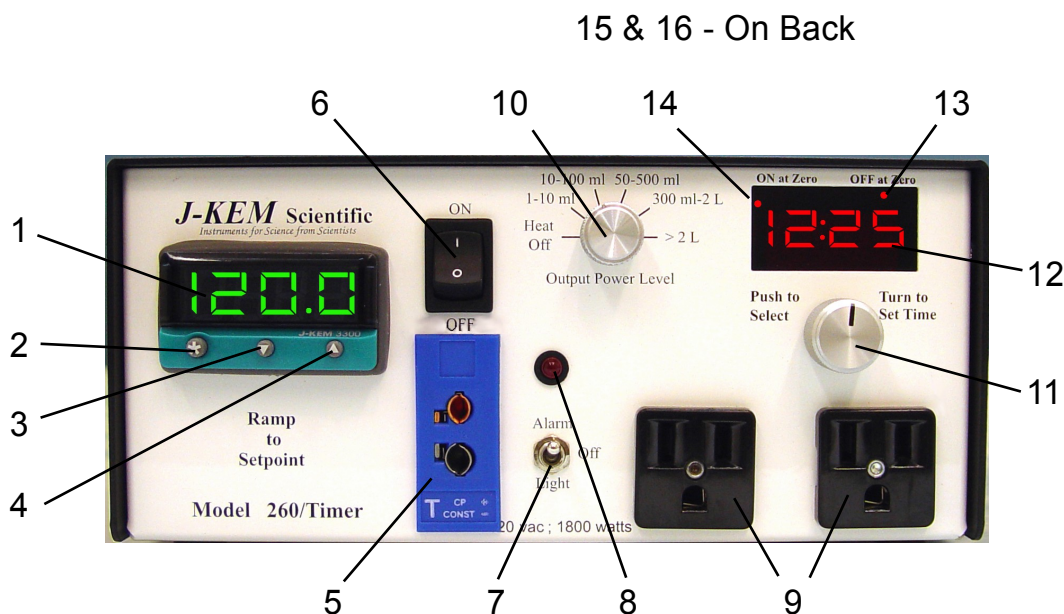 15 & 16 - On Back
6
10
14
13
10-100 ml
50-500 ml
ON at Zero
OFF at Zero
1-10 ml
300 ml-2 L
ON
J-KEM Scientific
Instruments for Science from Scientists
1
I
O
Heat
Off
> 2 L
12:25
12
120.0
Output Power Level
Push to
Select
Turn to
Set Time
OFF
J-KEM 3300
2
11
3
Ramp
to
Setpoint
Alarm
Off
Light
4
Model 260/Timer
T
CP
CONST
20 vac ; 1800 watts
5
7
8
9